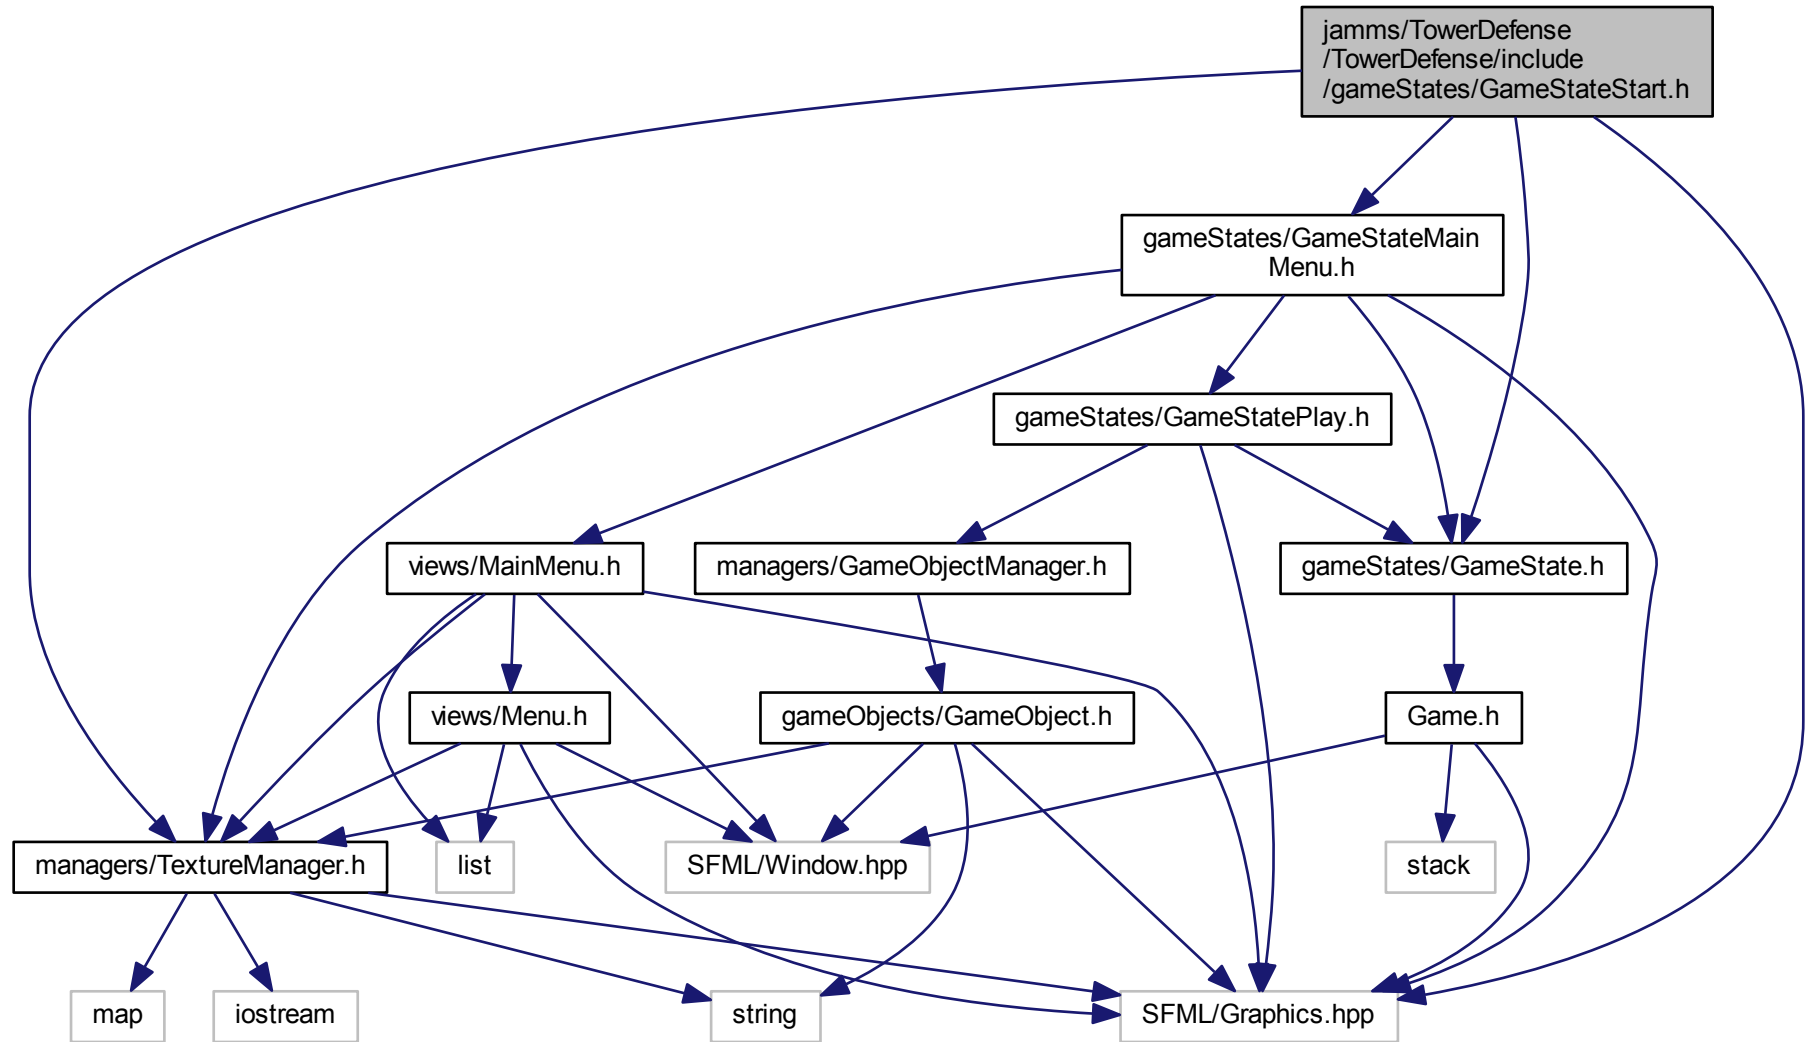 jamms/TowerDefense
/TowerDefense/include
/gameStates/GameStateStart.h
gameStates/GameStateMain
Menu.h
gameStates/GameStatePlay.h
views/MainMenu.h
managers/GameObjectManager.h
gameStates/GameState.h
views/Menu.h
gameObjects/GameObject.h
Game.h
managers/TextureManager.h
list
SFML/Window.hpp
stack
map
iostream
string
SFML/Graphics.hpp